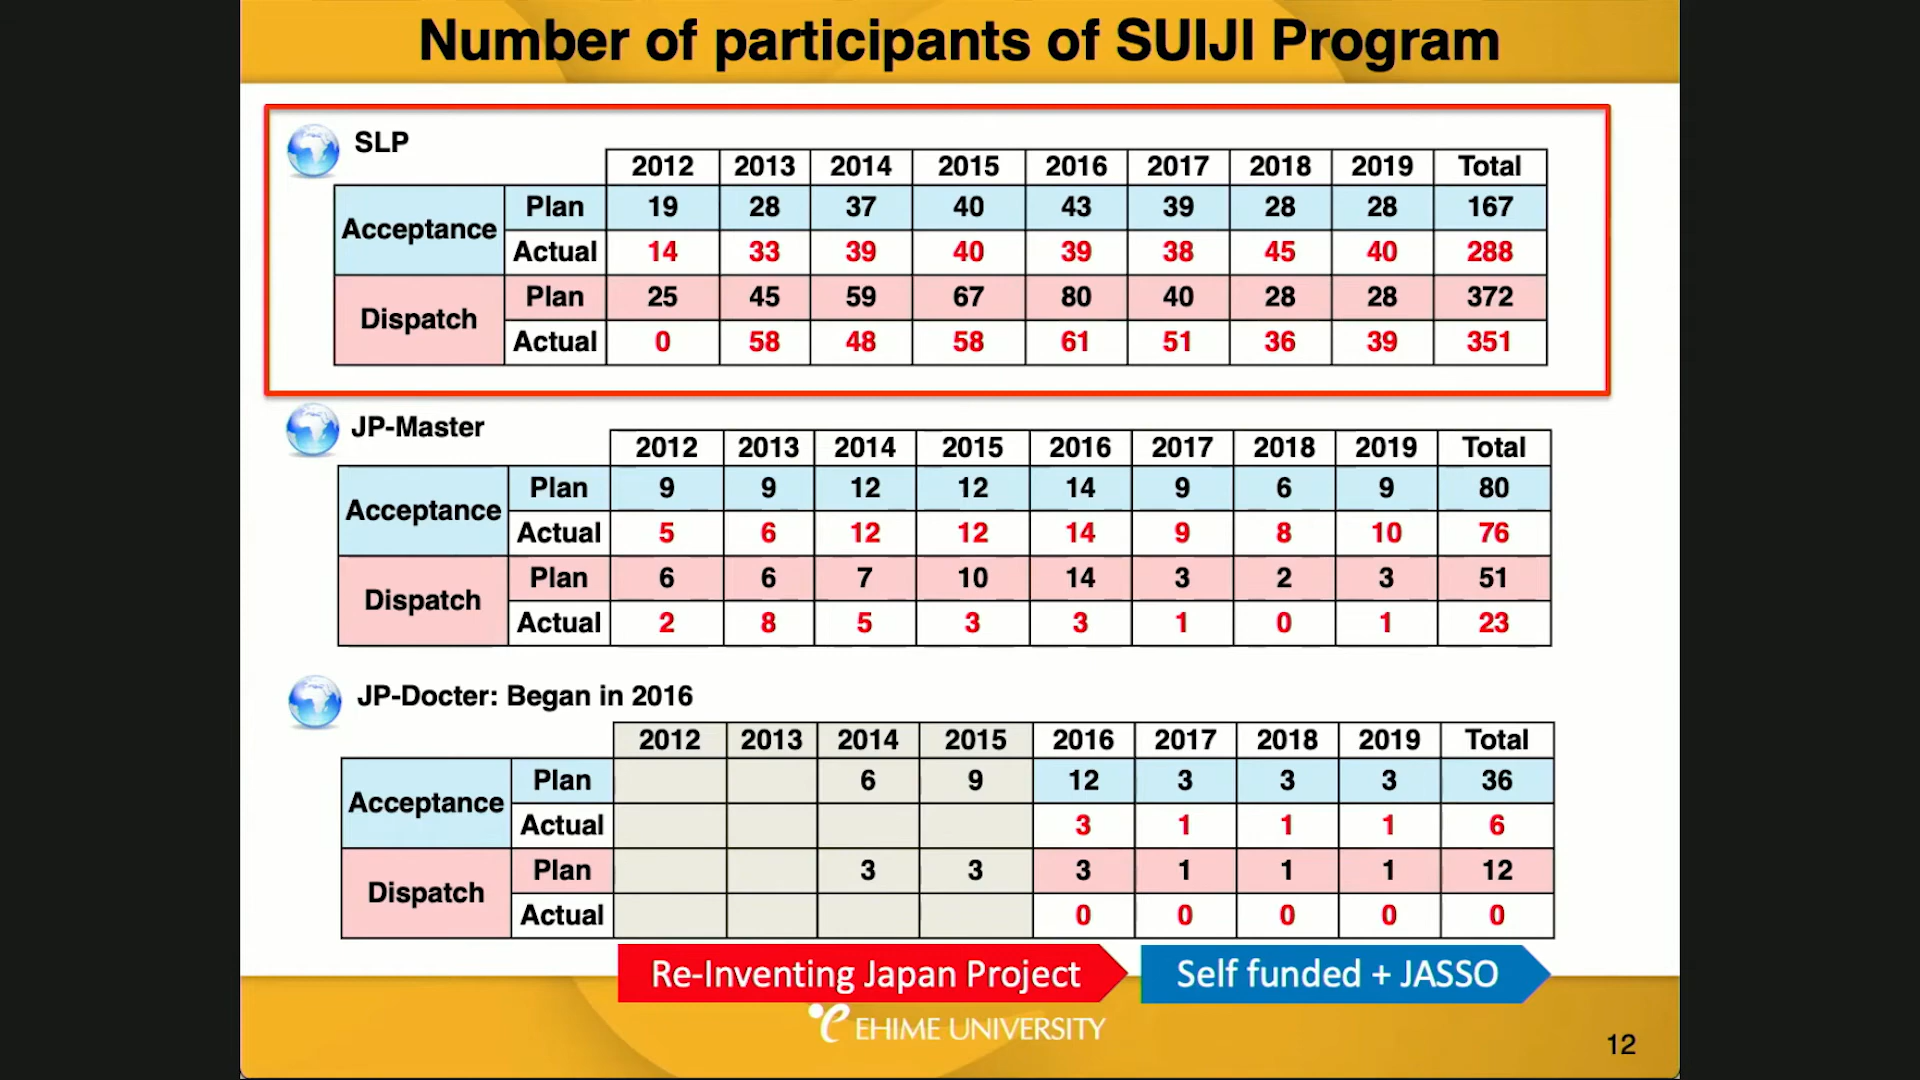 Number of participants of SUIJI Program
SLP
2012 2013 2014 2015 2016 2017 2018 2019 Total
Acceptance
Plan 19 28 37 40 43 39 28 28 167
Actual 14 33 39 40 39 38 45 40 288
Dispatch
Plan 25 45 59 67 80 40 28 28 372
Actual 0 58 48 58 61 51 36 39 351
JP-Master
2012 2013 2014 2015 2016 2017 2018 2019 Total
Acceptance
Plan 9 9 12 12 14 9 6 9 80
Actual 5 6 12 12 14 9 8 10 76
Dispatch
Plan 6 6 7 10 14 3 2 3 51
Actual 2 8 5 3 3 1 0 1 23
JP-Docter: Began in 2016
2012 2013 2014 2015 2016 2017 2018 2019 Total
Acceptance
Plan 6 9 12 3 3 3 36
Actual 3 1 1 1 6
Dispatch
Plan 3 3 3 1 1 1 12
Actual 0 0 0 0 0
Re-Inventing Japan Project
Self funded + JASSO
EHIME UNIVERSITY
12